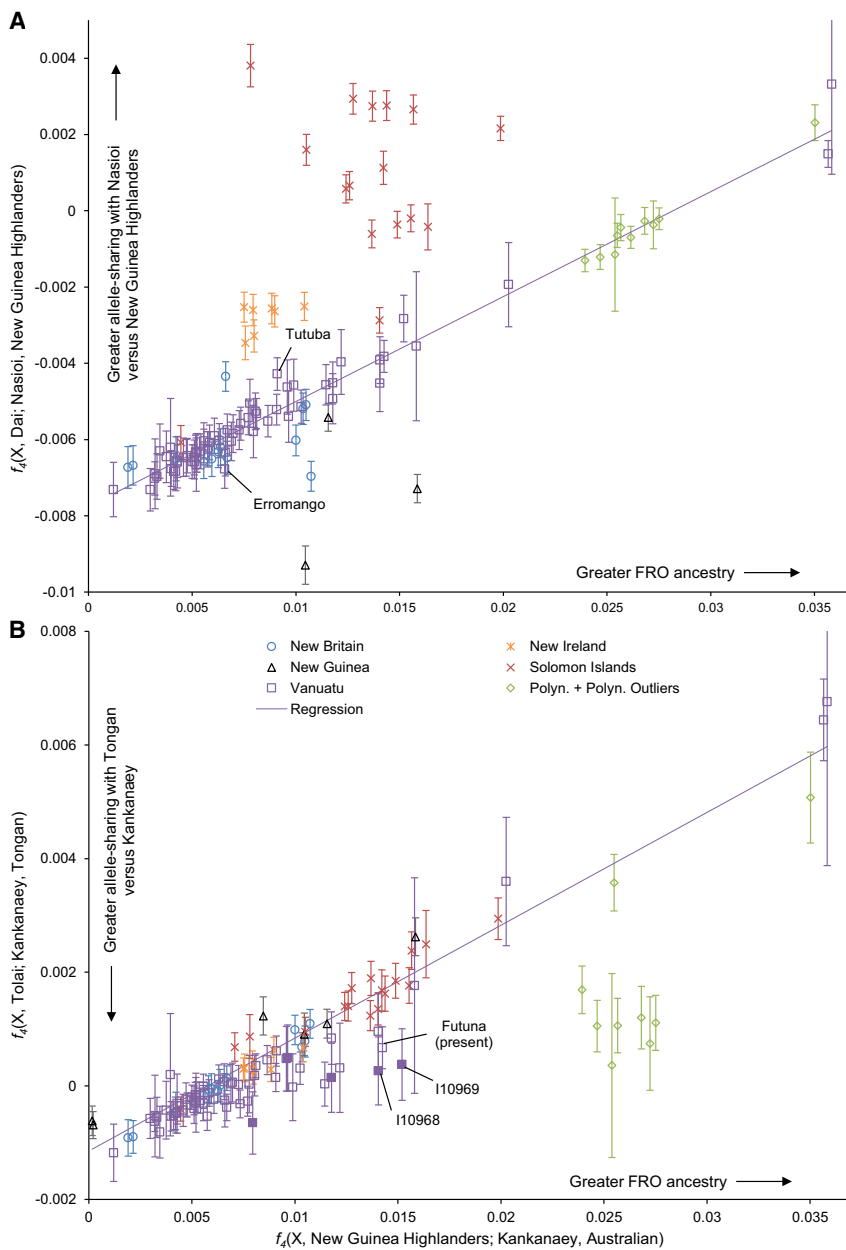 A
0.004
0.002
0
-0.002
-0.004
-0.006
-0.008
-0.01
f4(X, Dai; Nasioi, New Guinea Highlanders)
Greater allele-sharing with Nasioi
versus New Guinea Highlanders
Tutuba
Erromango
Greater FRO ancestry
0
0.005
0.01
0.015
0.02
0.025
0.03
0.035
B
0.008
0.006
0.004
0.002
0
-0.002
f4(X, Tolai; Kankanaey, Tongan)
Greater allele-sharing with Tongan
versus Kankanaey
New Britain
New Ireland
New Guinea
Solomon Islands
Vanuatu
Polyn. + Polyn. Outliers
Regression
Futuna
(present)
I10969
I10968
Greater FRO ancestry
0
0.005
0.01
0.015
0.02
0.025
0.03
0.035
f4(X, New Guinea Highlanders; Kankanaey, Australian)